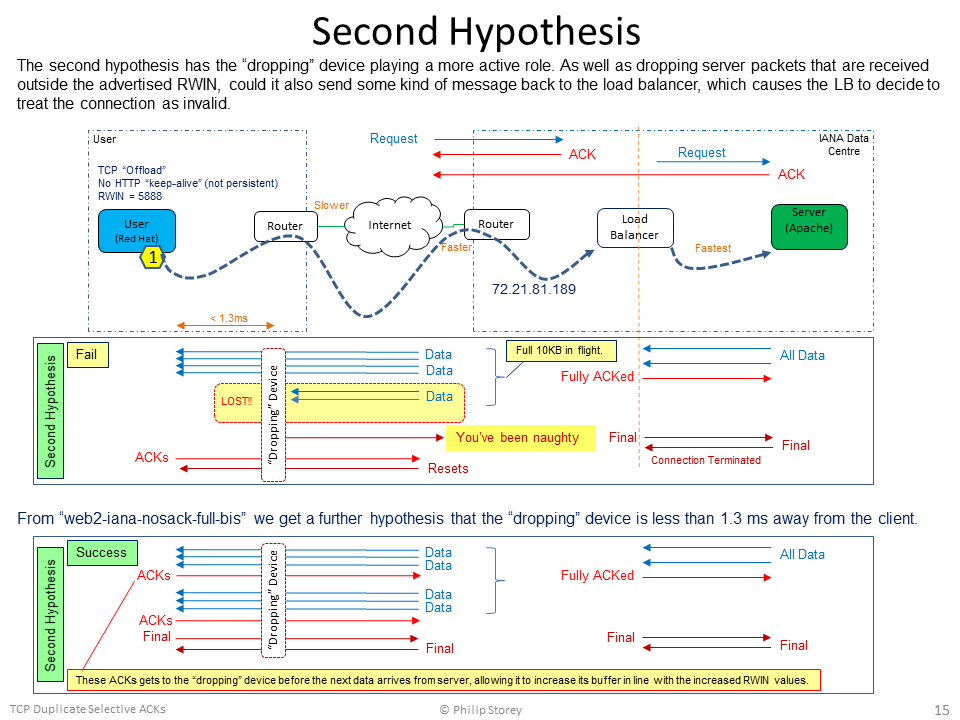 Second Hypothesis
The second hypothesis has the “dropping” device playing a more active role. As well as dropping server packets that are received
outside the advertised RWIN, could it also send some kind of message back to the load balancer, which causes the LB to decide to
treat the connection as invalid.
User
Request
ACK
Request
ACK
IANA Data
Centre
TCP “Offload”
No HTTP “keep-alive” (not persistent)
RWIN = 5888
User
(Red Hat)
1
Router
Slower
Internet
Faster
Router
Load
Balancer
Fastest
Server
(Apache)
72.21.81.189
< 1.3ms
Second Hypothesis
Fail
“Dropping” Device
Data
Data
Full 10KB in flight.
All Data
Fully ACKed
LOST!!
Data
You’ve been naughty
Final
Final
ACKs
Resets
Connection Terminated
From “web2-iana-nosack-full-bis” we get a further hypothesis that the “dropping” device is less than 1.3 ms away from the client.
Second Hypothesis
Success
“Dropping” Device
Data
Data
All Data
ACKs
Fully ACKed
Data
Data
ACKs
Final
Final
Final
Final
These ACKs gets to the “dropping” device before the next data arrives from server, allowing it to increase its buffer in line with the increased RWIN values.
TCP Duplicate Selective ACKs
© Philip Storey
15